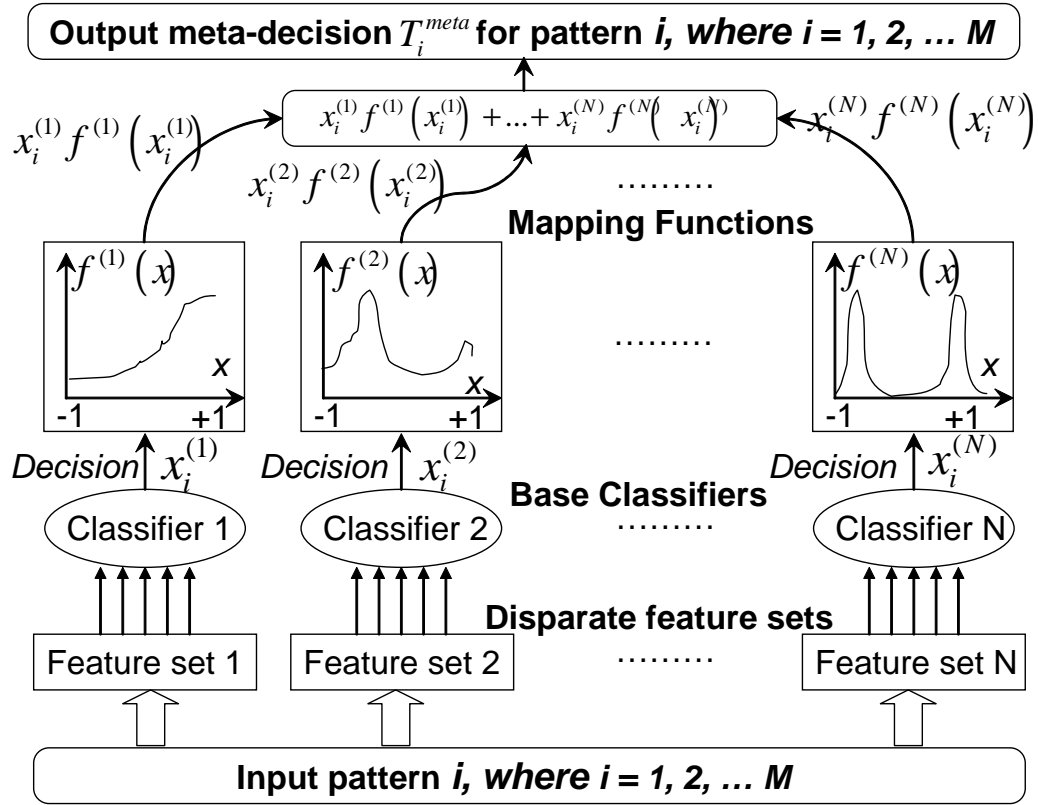 Output meta-decision T_i^{meta} for pattern i, where i = 1, 2, … M
x_i^{(1)} f^{(1)} ( x_i^{(1)} ) + ... + x_i^{(N)} f^{(N)} ( x_i^{(N)} )
x_i^{(1)} f^{(1)} ( x_i^{(1)} )
x_i^{(2)} f^{(2)} ( x_i^{(2)} )
x_i^{(N)} f^{(N)} ( x_i^{(N)} )
.........
Mapping Functions
f^{(1)} ( x )
x
-1 +1
f^{(2)} ( x )
x
-1 +1
.........
f^{(N)} ( x )
x
-1 +1
Decision x_i^{(1)}
Decision x_i^{(2)}
Decision x_i^{(N)}
Base Classifiers
Classifier 1
Classifier 2
.........
Classifier N
Disparate feature sets
Feature set 1
Feature set 2
.........
Feature set N
Input pattern i, where i = 1, 2, … M